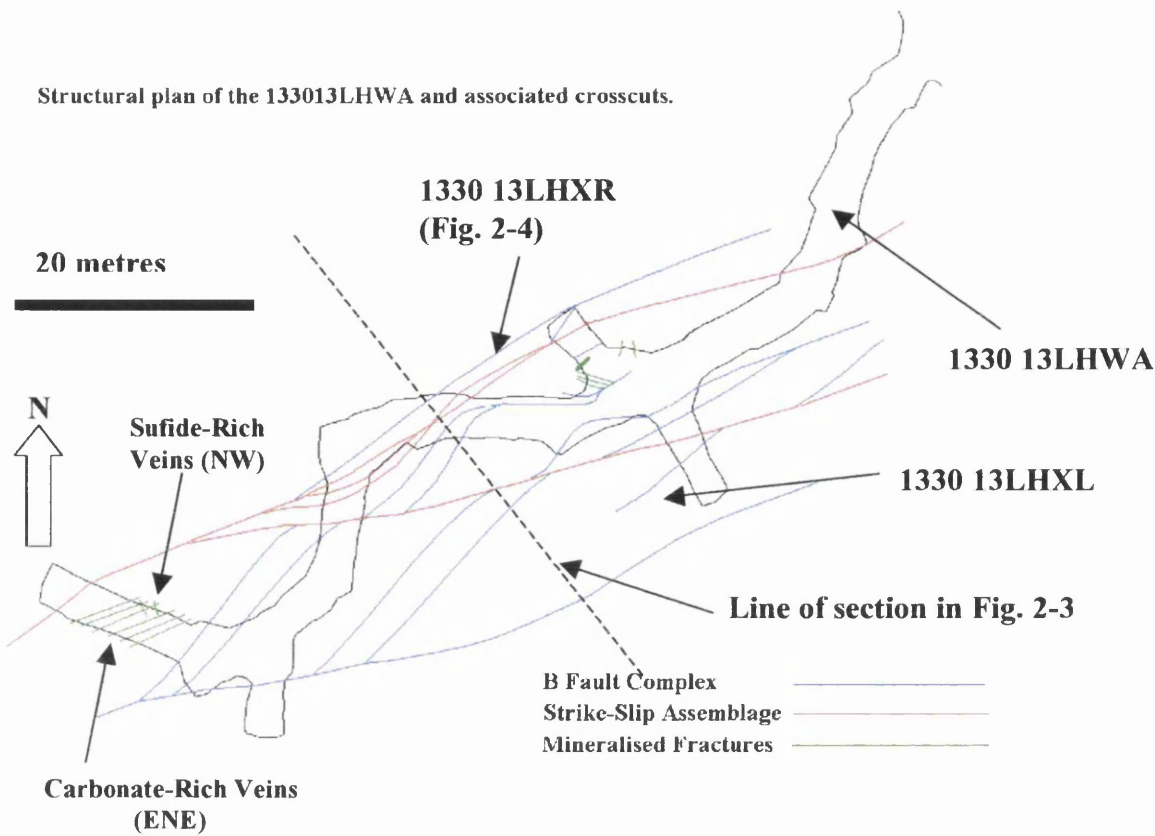 Structural plan of the 133013LHWA and associated crosscuts.
1330 13LHXR
(Fig. 2-4)
20 metres
1330 13LHWA
N
Sufide-Rich
Veins (NW)
1330 13LHXL
Line of section in Fig. 2-3
B Fault Complex
Strike-Slip Assemblage
Mineralised Fractures
Carbonate-Rich Veins
(ENE)